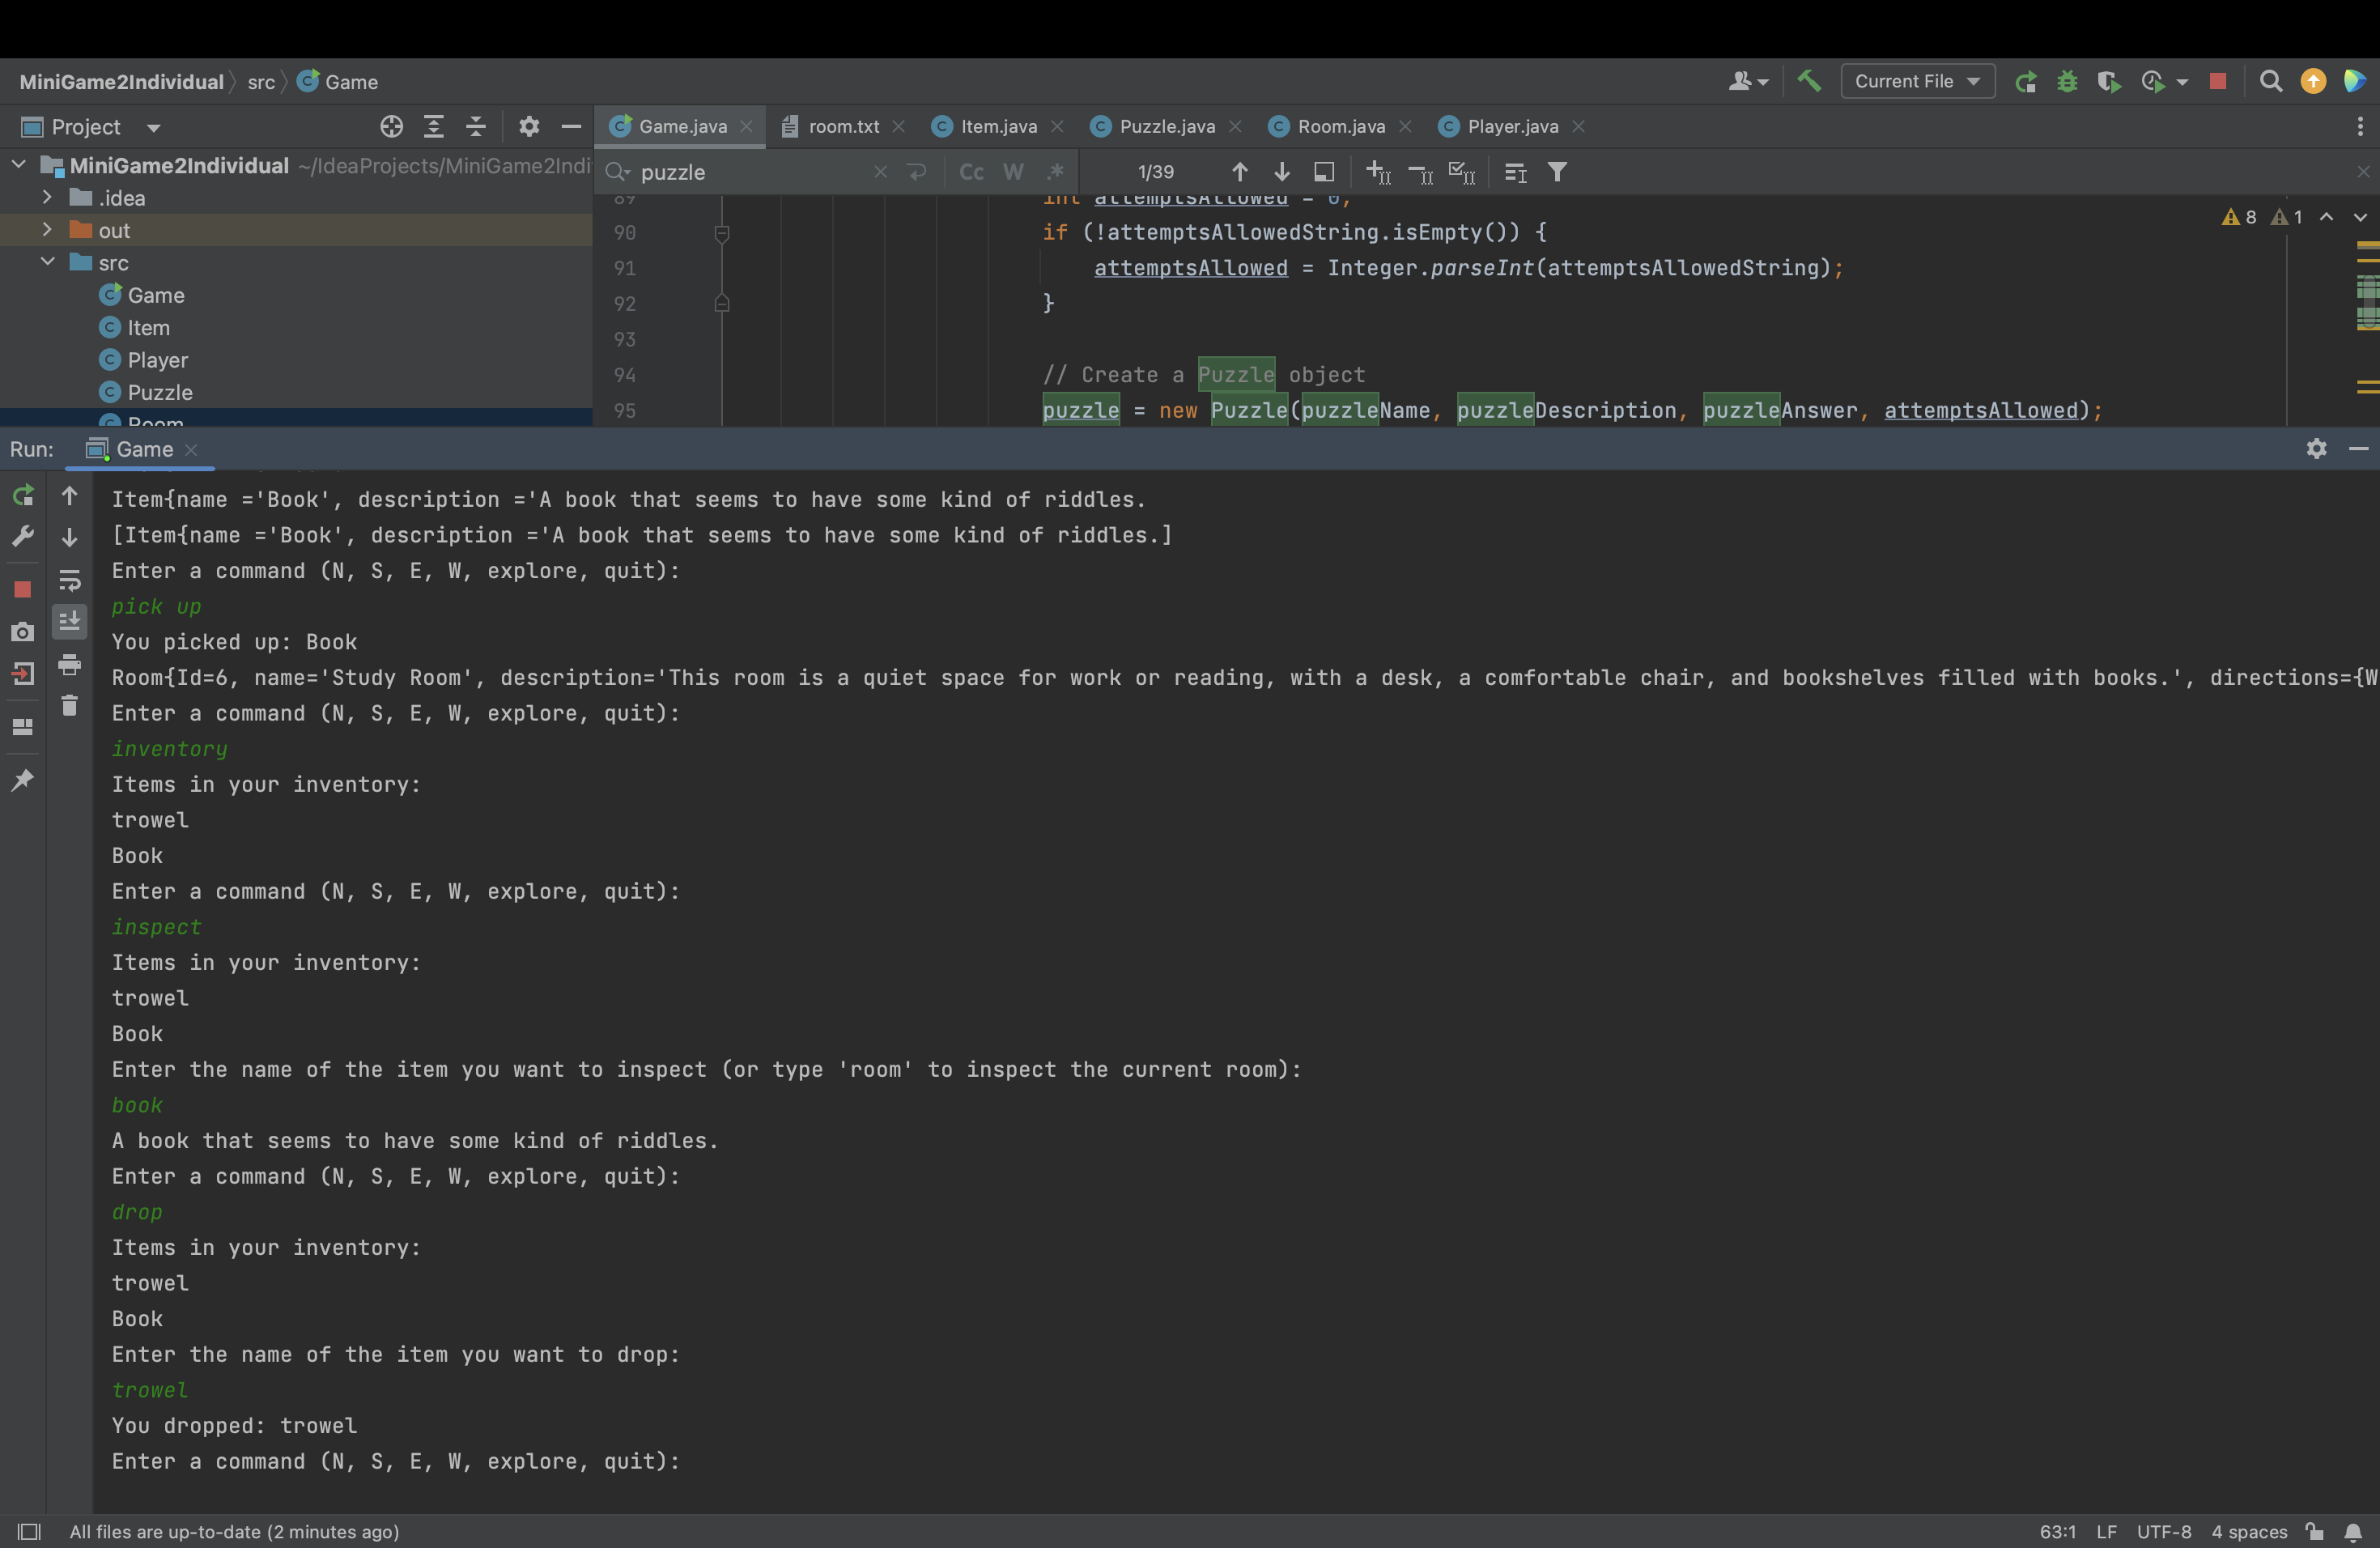 MiniGame2Individual src Game
Current File
Project
Game.java room.txt Item.java Puzzle.java Room.java Player.java
MiniGame2Individual ~/IdeaProjects/MiniGame2Indi
puzzle Cc W .* 1/39
.idea
out
src
Game
Item
Player
Puzzle
Room
8 1
89 int attemptsAllowed = 0;
90 if (!attemptsAllowedString.isEmpty()) {
91 attemptsAllowed = Integer.parseInt(attemptsAllowedString);
92 }
93
94 // Create a Puzzle object
95 puzzle = new Puzzle(puzzleName, puzzleDescription, puzzleAnswer, attemptsAllowed);
Run: Game
Item{name ='Book', description ='A book that seems to have some kind of riddles.
[Item{name ='Book', description ='A book that seems to have some kind of riddles.]
Enter a command (N, S, E, W, explore, quit):
pick up
You picked up: Book
Room{Id=6, name='Study Room', description='This room is a quiet space for work or reading, with a desk, a comfortable chair, and bookshelves filled with books.', directions={W
Enter a command (N, S, E, W, explore, quit):
inventory
Items in your inventory:
trowel
Book
Enter a command (N, S, E, W, explore, quit):
inspect
Items in your inventory:
trowel
Book
Enter the name of the item you want to inspect (or type 'room' to inspect the current room):
book
A book that seems to have some kind of riddles.
Enter a command (N, S, E, W, explore, quit):
drop
Items in your inventory:
trowel
Book
Enter the name of the item you want to drop:
trowel
You dropped: trowel
Enter a command (N, S, E, W, explore, quit):
All files are up-to-date (2 minutes ago) 63:1 LF UTF-8 4 spaces